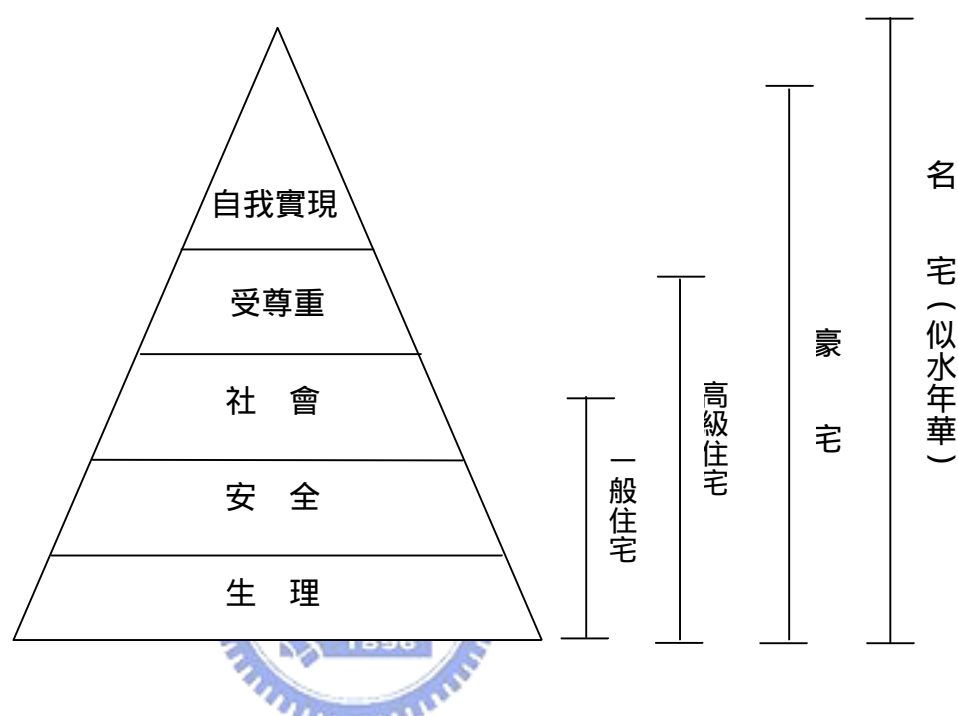 自我實現
受尊重
社 會
安 全
生 理
一般住宅
高級住宅
豪 宅
名 宅(似水年華)
1896